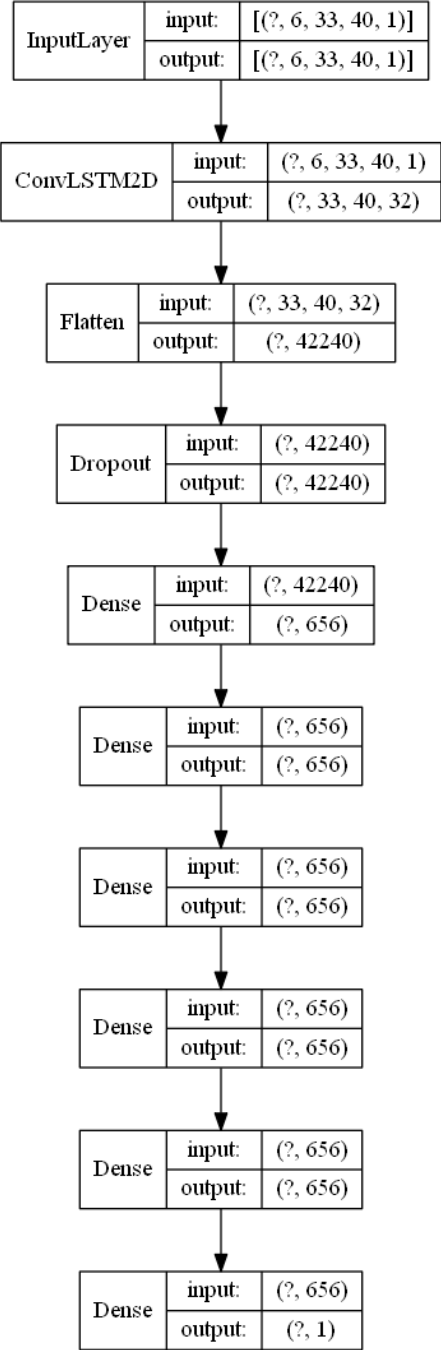 InputLayer
input: [(?, 6, 33, 40, 1)]
output: [(?, 6, 33, 40, 1)]
ConvLSTM2D
input: (?, 6, 33, 40, 1)
output: (?, 33, 40, 32)
Flatten
input: (?, 33, 40, 32)
output: (?, 42240)
Dropout
input: (?, 42240)
output: (?, 42240)
Dense
input: (?, 42240)
output: (?, 656)
Dense
input: (?, 656)
output: (?, 656)
Dense
input: (?, 656)
output: (?, 656)
Dense
input: (?, 656)
output: (?, 656)
Dense
input: (?, 656)
output: (?, 656)
Dense
input: (?, 656)
output: (?, 1)